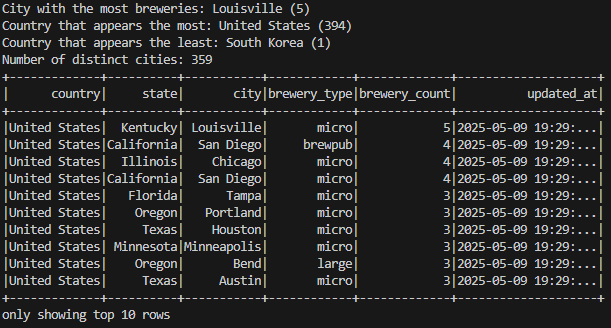 City with the most breweries: Louisville (5)
Country that appears the most: United States (394)
Country that appears the least: South Korea (1)
Number of distinct cities: 359
+-------------+----------+-----------+------------+-------------+--------------------+
|      country|     state|       city|brewery_type|brewery_count|          updated_at|
+-------------+----------+-----------+------------+-------------+--------------------+
|United States|  Kentucky| Louisville|       micro|            5|2025-05-09 19:29:...|
|United States|California|  San Diego|     brewpub|            4|2025-05-09 19:29:...|
|United States|  Illinois|    Chicago|       micro|            4|2025-05-09 19:29:...|
|United States|California|  San Diego|       micro|            4|2025-05-09 19:29:...|
|United States|   Florida|      Tampa|       micro|            3|2025-05-09 19:29:...|
|United States|    Oregon|   Portland|       micro|            3|2025-05-09 19:29:...|
|United States|     Texas|    Houston|       micro|            3|2025-05-09 19:29:...|
|United States| Minnesota|Minneapolis|       micro|            3|2025-05-09 19:29:...|
|United States|    Oregon|       Bend|       large|            3|2025-05-09 19:29:...|
|United States|     Texas|     Austin|       micro|            3|2025-05-09 19:29:...|
+-------------+----------+-----------+------------+-------------+--------------------+
only showing top 10 rows